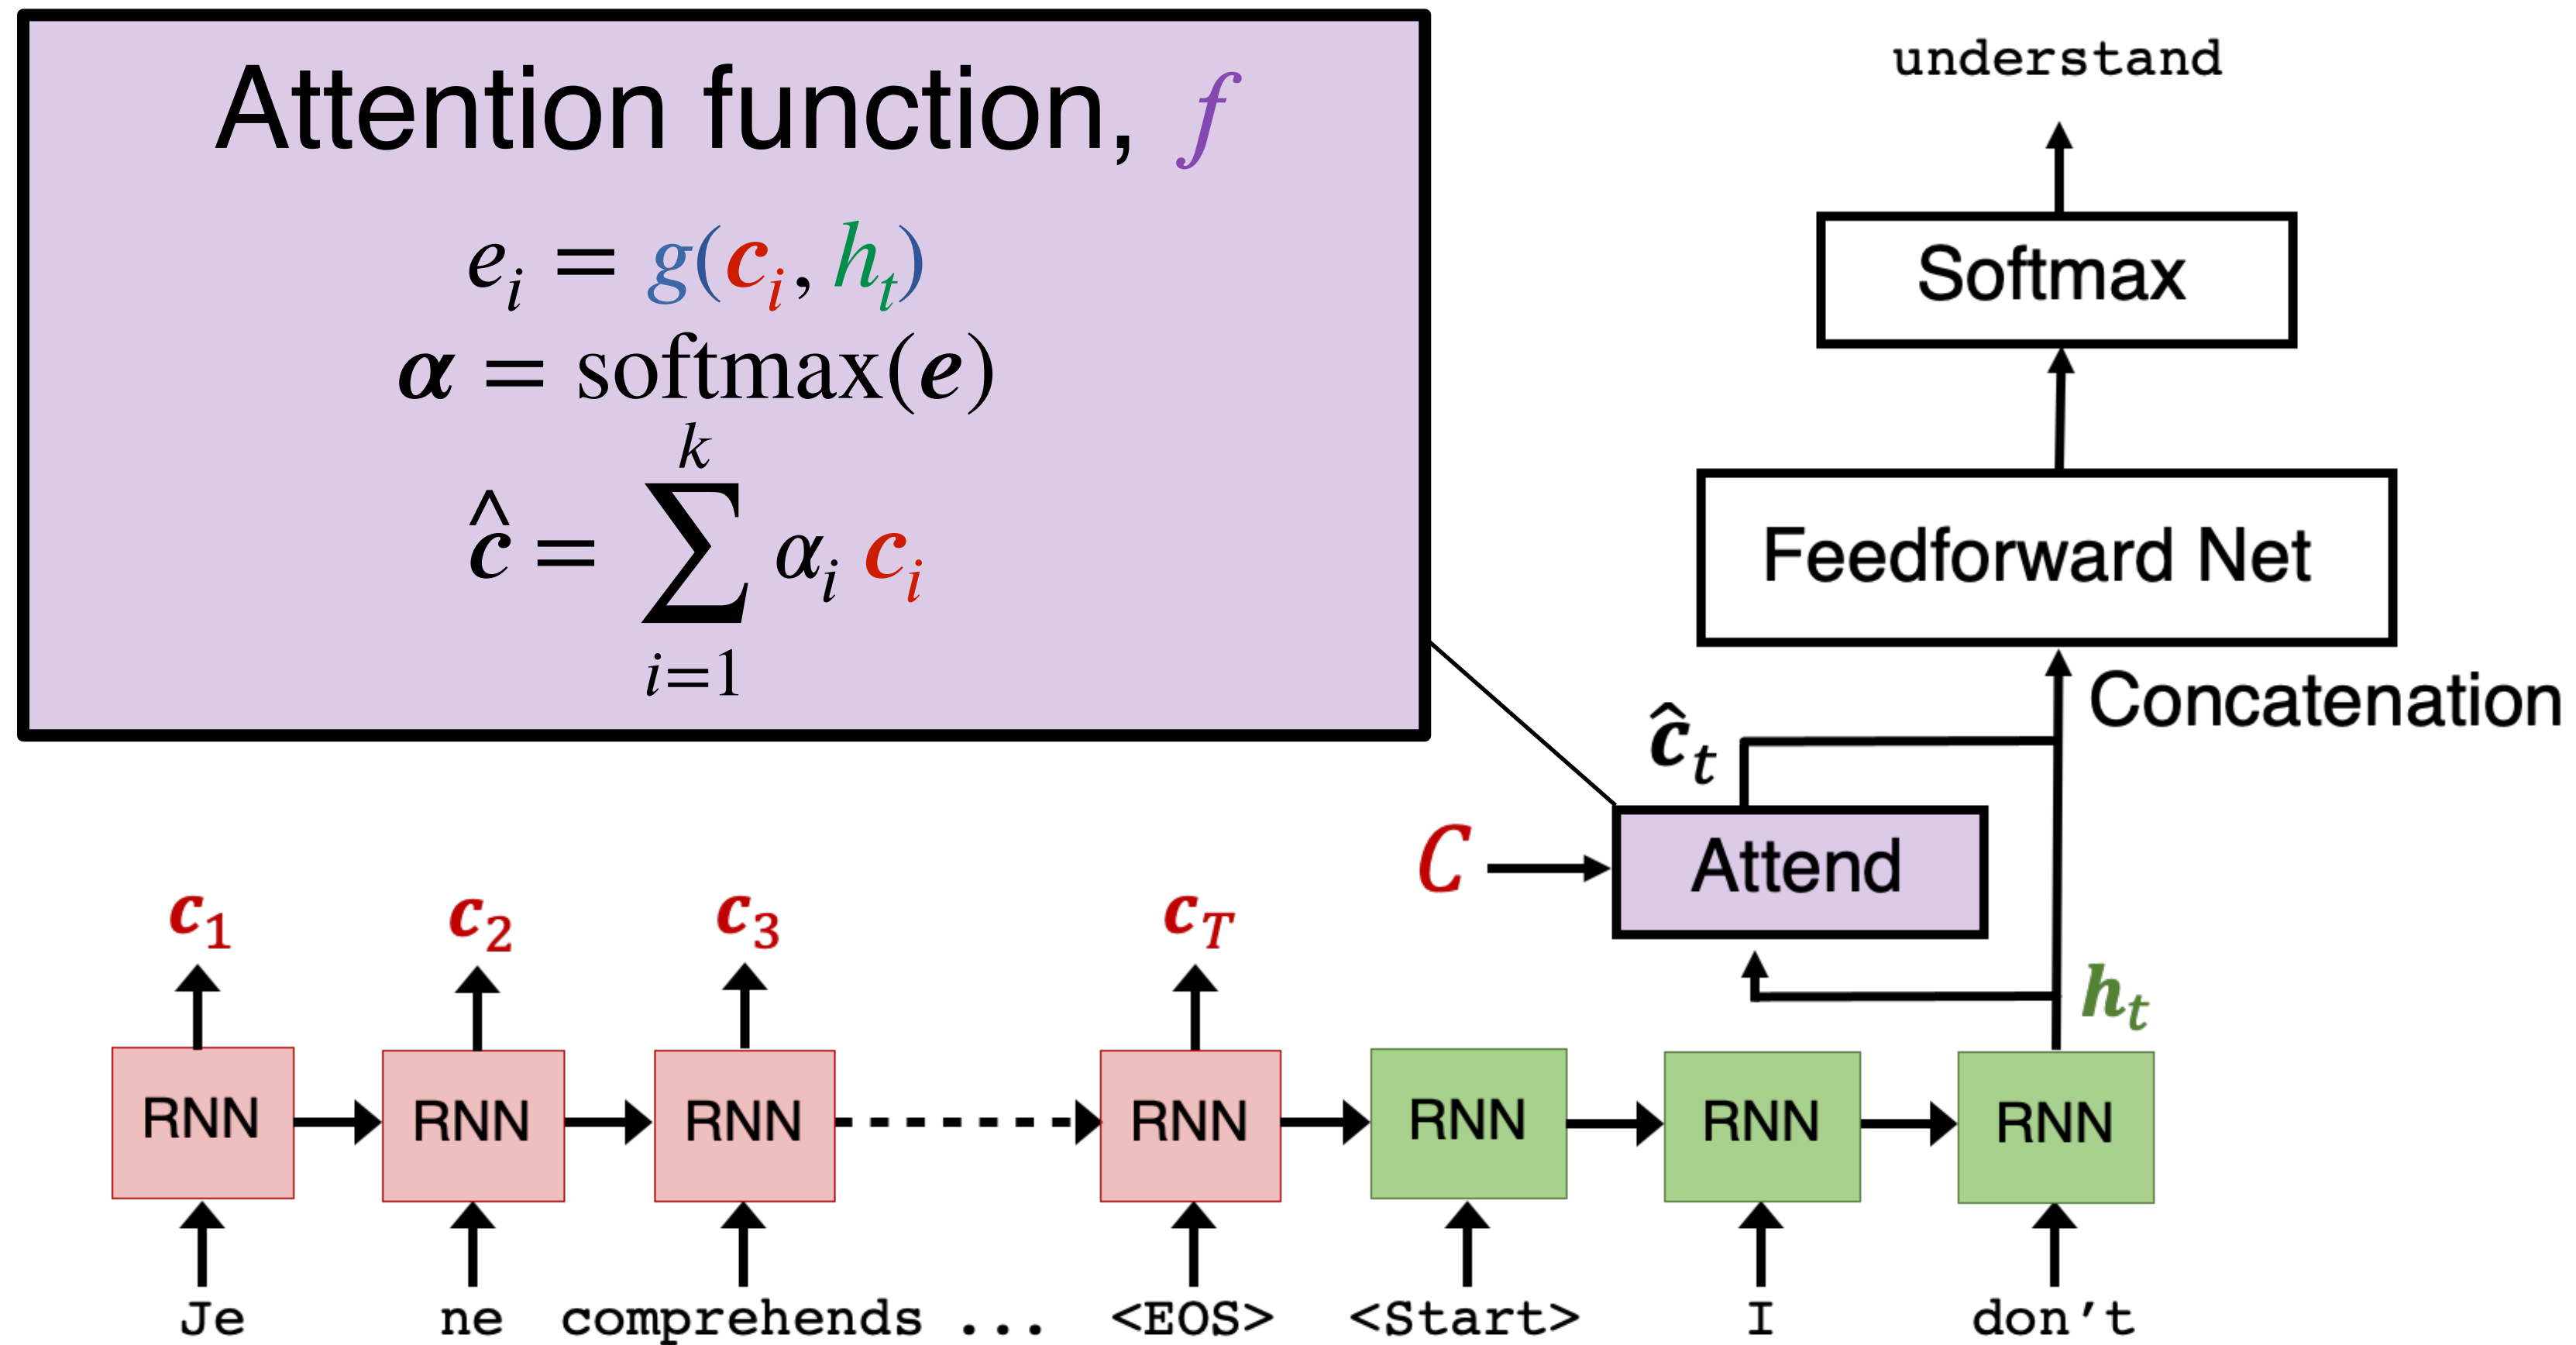 Attention function, f
e_i = g(c_i, h_t)
α = softmax(e)
ĉ = ∑_{i=1}^{k} α_i c_i
understand
Softmax
Feedforward Net
Concatenation
ĉ_t
C
Attend
h_t
c_1 c_2 c_3 c_T
RNN RNN RNN RNN RNN RNN RNN
Je ne comprehends ... <EOS> <Start> I don't